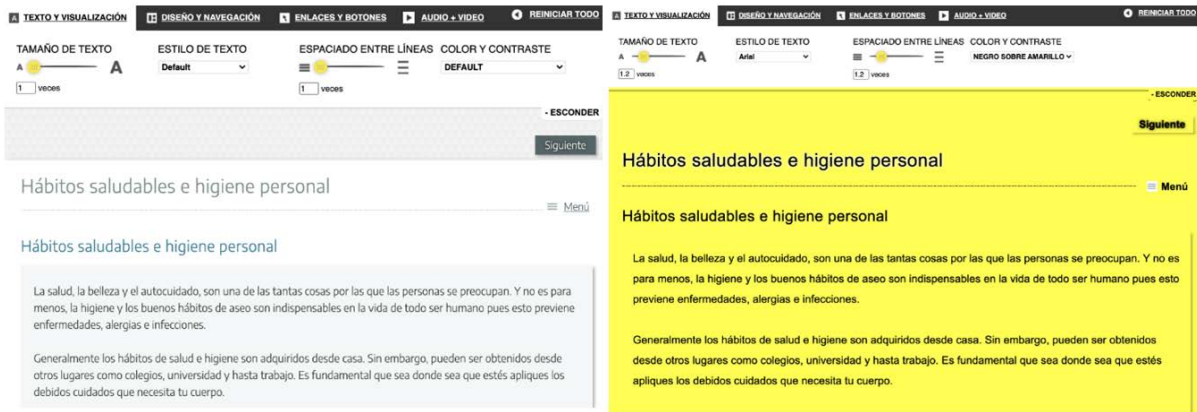 TEXTO Y VISUALIZACIÓN DISEÑO Y NAVEGACIÓN ENLACES Y BOTONES AUDIO + VIDEO REINICIAR TODO
TAMAÑO DE TEXTO ESTILO DE TEXTO ESPACIADO ENTRE LÍNEAS COLOR Y CONTRASTE
A A Default DEFAULT
1 veces 1 veces
- ESCONDER
Siguiente
Hábitos saludables e higiene personal
Menú
Hábitos saludables e higiene personal
La salud, la belleza y el autocuidado, son una de las tantas cosas por las que las personas se preocupan. Y no es para
menos, la higiene y los buenos hábitos de aseo son indispensables en la vida de todo ser humano pues esto previene
enfermedades, alergias e infecciones.
Generalmente los hábitos de salud e higiene son adquiridos desde casa. Sin embargo, pueden ser obtenidos desde
otros lugares como colegios, universidad y hasta trabajo. Es fundamental que sea donde sea que estés apliques los
debidos cuidados que necesita tu cuerpo.
TEXTO Y VISUALIZACIÓN DISEÑO Y NAVEGACIÓN ENLACES Y BOTONES AUDIO + VIDEO REINICIAR TODO
TAMAÑO DE TEXTO ESTILO DE TEXTO ESPACIADO ENTRE LÍNEAS COLOR Y CONTRASTE
A A Arial NEGRO SOBRE AMARILLO
1.2 veces 1.2 veces
- ESCONDER
Siguiente
Hábitos saludables e higiene personal
Menú
Hábitos saludables e higiene personal
La salud, la belleza y el autocuidado, son una de las tantas cosas por las que las personas se preocupan. Y no es
para menos, la higiene y los buenos hábitos de aseo son indispensables en la vida de todo ser humano pues esto
previene enfermedades, alergias e infecciones.
Generalmente los hábitos de salud e higiene son adquiridos desde casa. Sin embargo, pueden ser obtenidos
desde otros lugares como colegios, universidad y hasta trabajo. Es fundamental que sea donde sea que estés
apliques los debidos cuidados que necesita tu cuerpo.